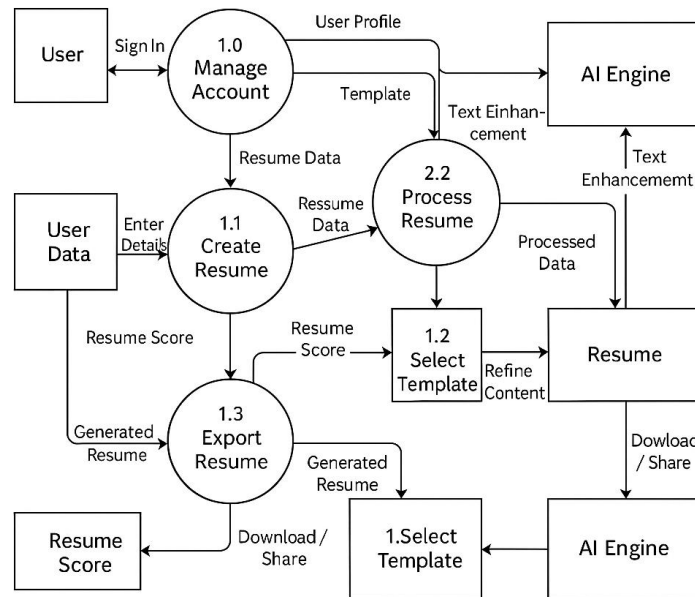 User
Sign In
1.0
Manage
Account
User Profile
Template
AI Engine
Text Einhan-
cement
Text
Enhancememt
Resume Data
2.2
Process
Resume
User
Data
Enter
Details
1.1
Create
Resume
Ressume
Data
Processed
Data
Resume Score
Resume
Score
1.2
Select
Template
Refine
Content
Resume
Generated
Resume
1.3
Export
Resume
Generated
Resume
Dowload
/ Share
Resume
Score
Download /
Share
1.Select
Template
AI Engine